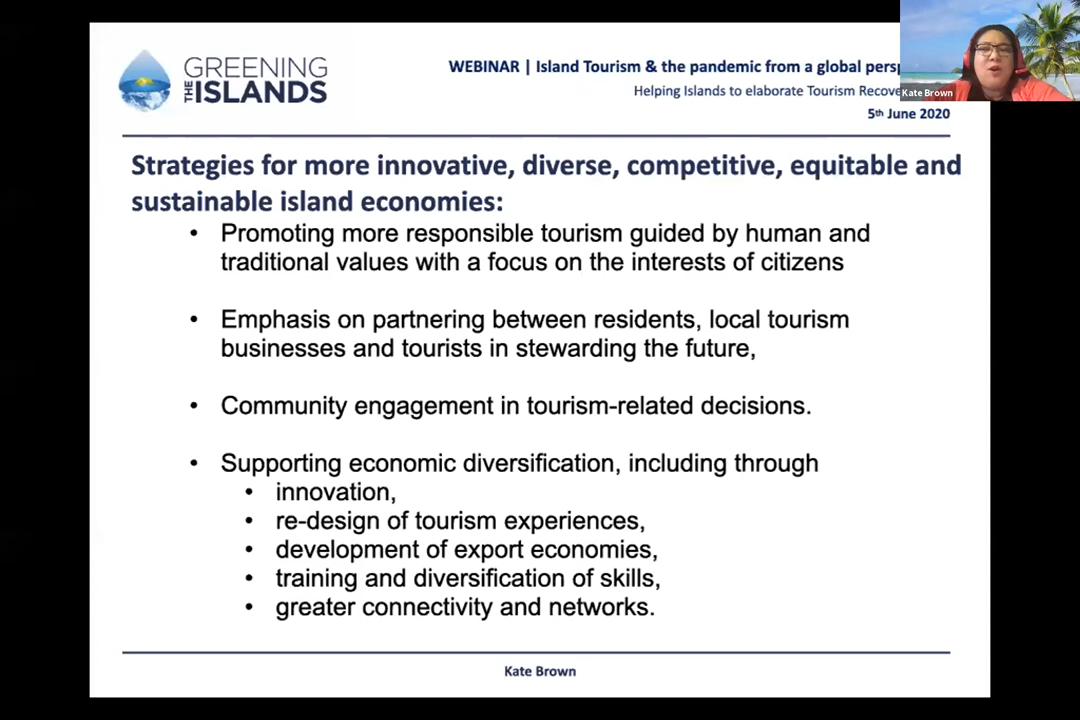 GREENING
THE ISLANDS
WEBINAR | Island Tourism & the pandemic from a global
Helping Islands to elaborate Tourism
5th June 2020
Kate Brown
Strategies for more innovative, diverse, competitive, equitable and
sustainable island economies:
• Promoting more responsible tourism guided by human and
traditional values with a focus on the interests of citizens
• Emphasis on partnering between residents, local tourism
businesses and tourists in stewarding the future,
• Community engagement in tourism-related decisions.
• Supporting economic diversification, including through
• innovation,
• re-design of tourism experiences,
• development of export economies,
• training and diversification of skills,
• greater connectivity and networks.
Kate Brown